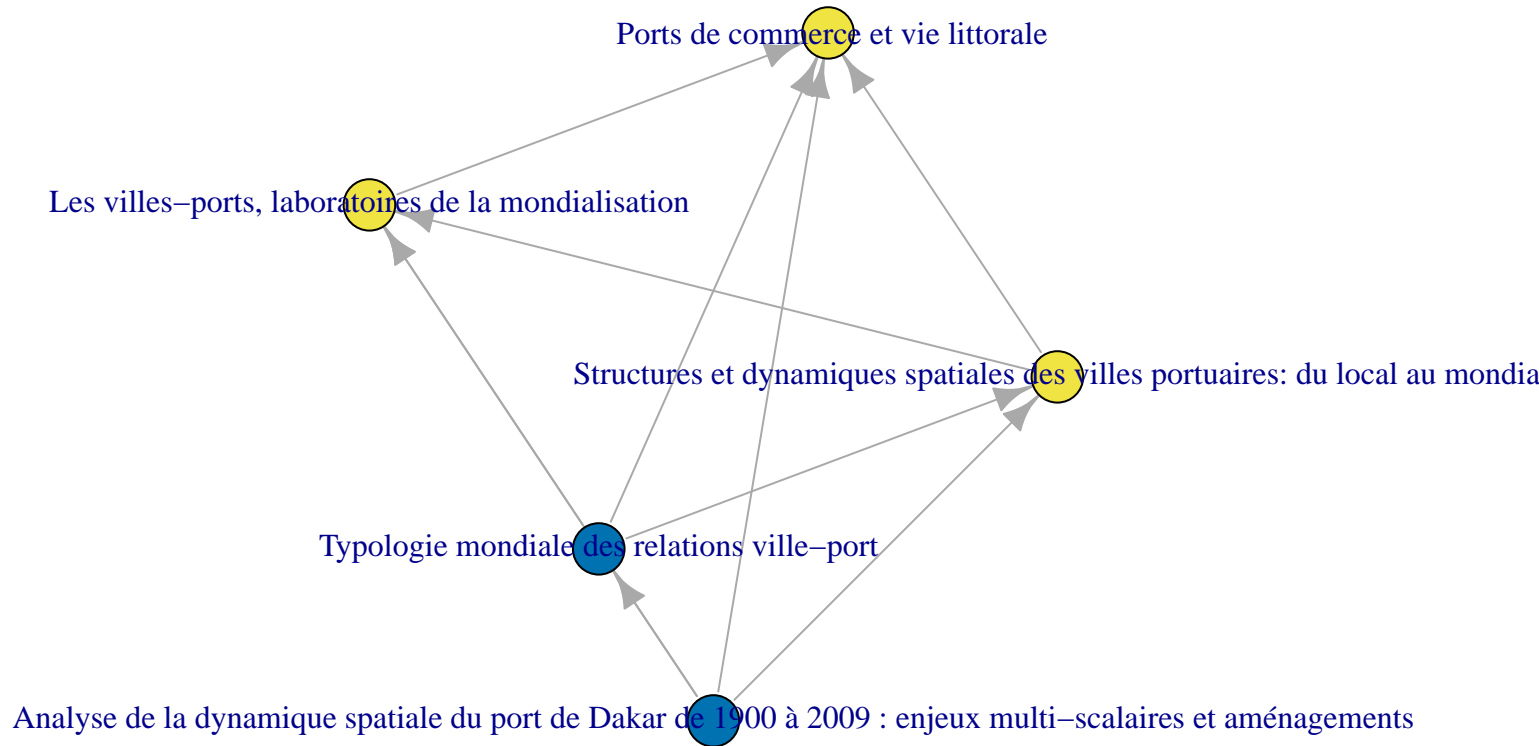 Ports de commerce et vie littorale
Les villes−ports, laboratoires de la mondialisation
Structures et dynamiques spatiales des villes portuaires: du local au mondia
Typologie mondiale des relations ville−port
Analyse de la dynamique spatiale du port de Dakar de 1900 à 2009 : enjeux multi−scalaires et aménagements